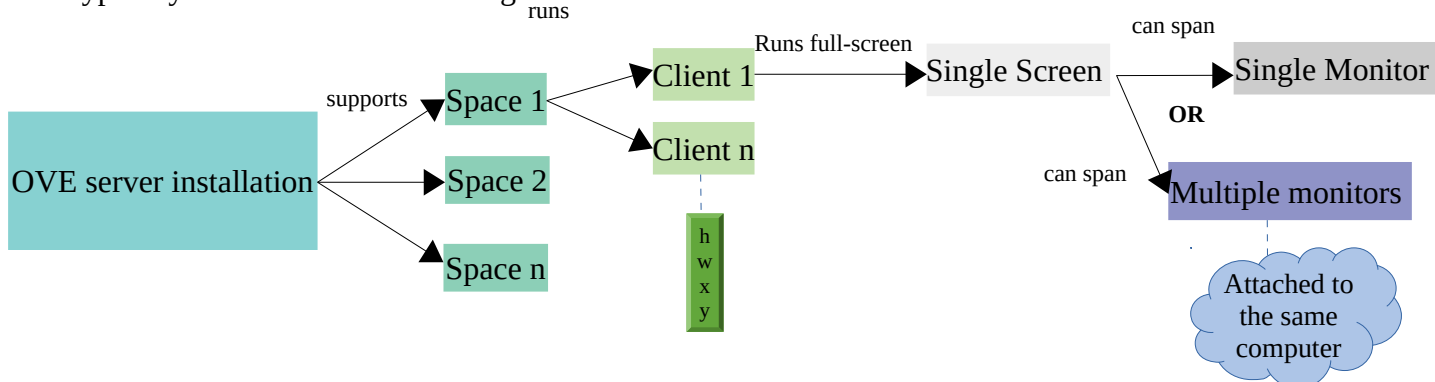 runs
can span
Client 1
Runs full-screen
Single Screen
Single Monitor
supports
Space 1
OR
Client n
OVE server installation
Space 2
can span
Multiple monitors
h
w
x
y
Space n
Attached to
the same
computer